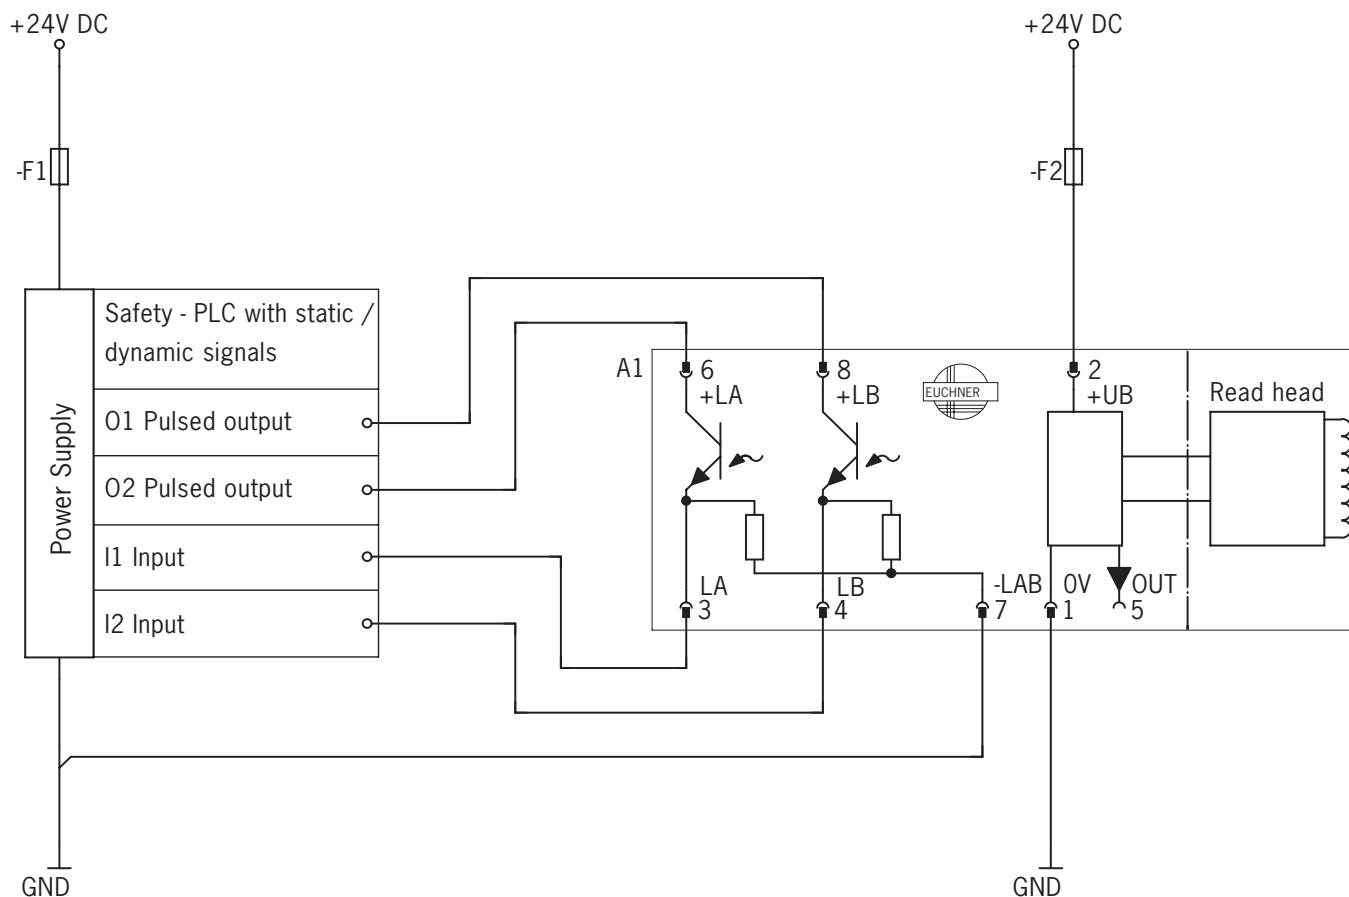 +24V DC
+24V DC
-F1
-F2
Power Supply
Safety - PLC with static /
dynamic signals
O1 Pulsed output
O2 Pulsed output
I1 Input
I2 Input
A1
6
+LA
8
+LB
EUCHNER
2
+UB
Read head
LA
3
LB
4
-LAB
7
0V
1
OUT
5
GND
GND